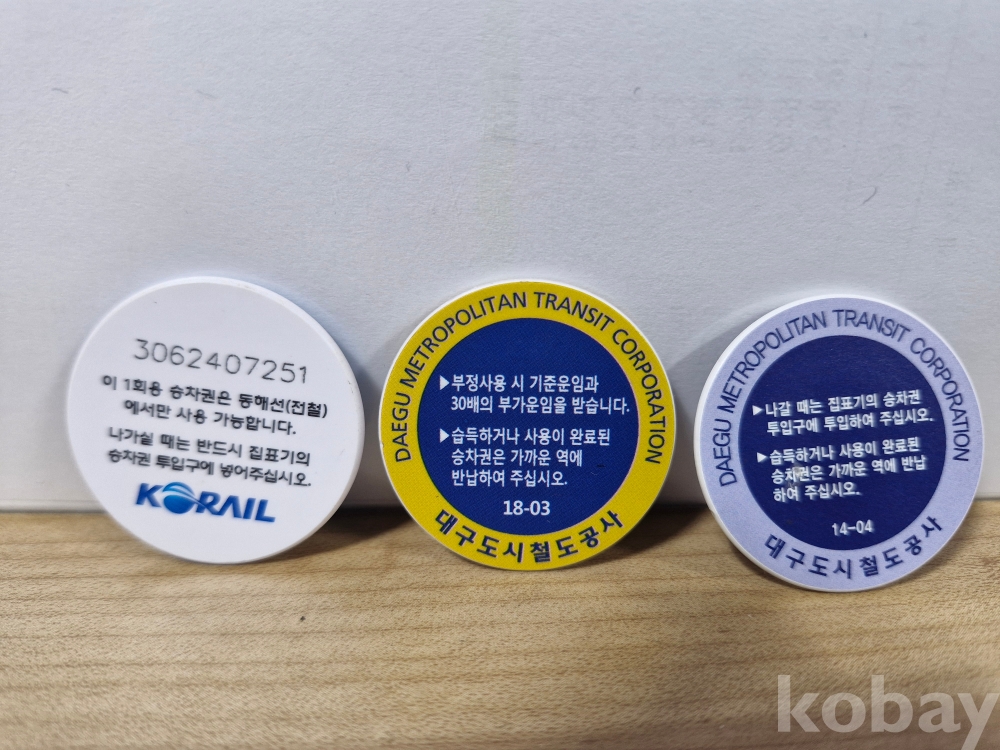 3062407251
이 1회용 승차권은 동해선(전철)
에서만 사용 가능합니다.
나가실 때는 반드시 집표기의
승차권 투입구에 넣어주십시오.
KORAIL
DAEGU METROPOLITAN TRANSIT CORPORATION
▶부정사용 시 기준운임과
30배의 부가운임을 받습니다.
▶습득하거나 사용이 완료된
승차권은 가까운 역에
반납하여 주십시오.
18-03
대구도시철도공사
DAEGU METROPOLITAN TRANSIT CORPORATION
▶나갈 때는 집표기의 승차권
투입구에 투입하여 주십시오.
▶습득하거나 사용이 완료된
승차권은 가까운 역에 반납
하여 주십시오.
14-04
대구도시철도공사
kobay